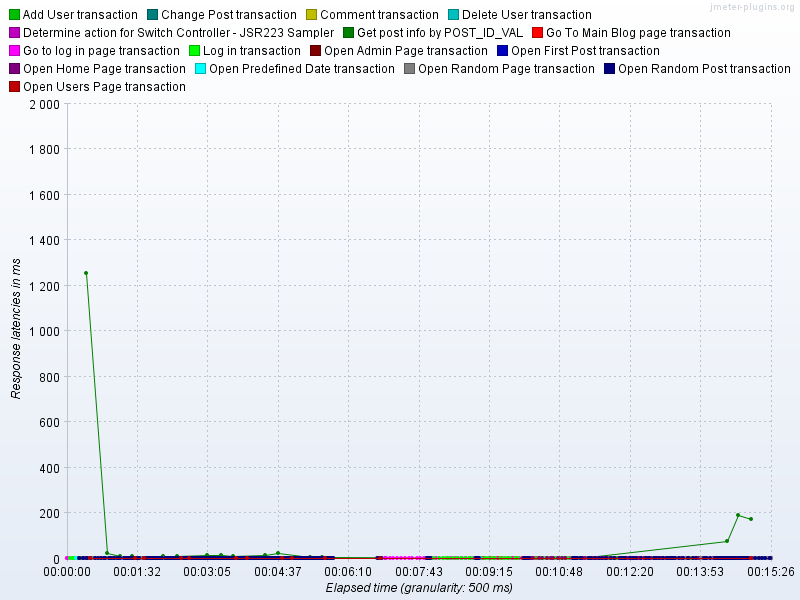 jmeter-plugins.org
Add User transaction Change Post transaction Comment transaction Delete User transaction
Determine action for Switch Controller - JSR223 Sampler Get post info by POST_ID_VAL Go To Main Blog page transaction
Go to log in page transaction Log in transaction Open Admin Page transaction Open First Post transaction
Open Home Page transaction Open Predefined Date transaction Open Random Page transaction Open Random Post transaction
Open Users Page transaction
2 000
1 800
1 600
1 400
1 200
1 000
800
600
400
200
0
Response latencies in ms
00:00:00 00:01:32 00:03:05 00:04:37 00:06:10 00:07:43 00:09:15 00:10:48 00:12:20 00:13:53 00:15:26
Elapsed time (granularity: 500 ms)